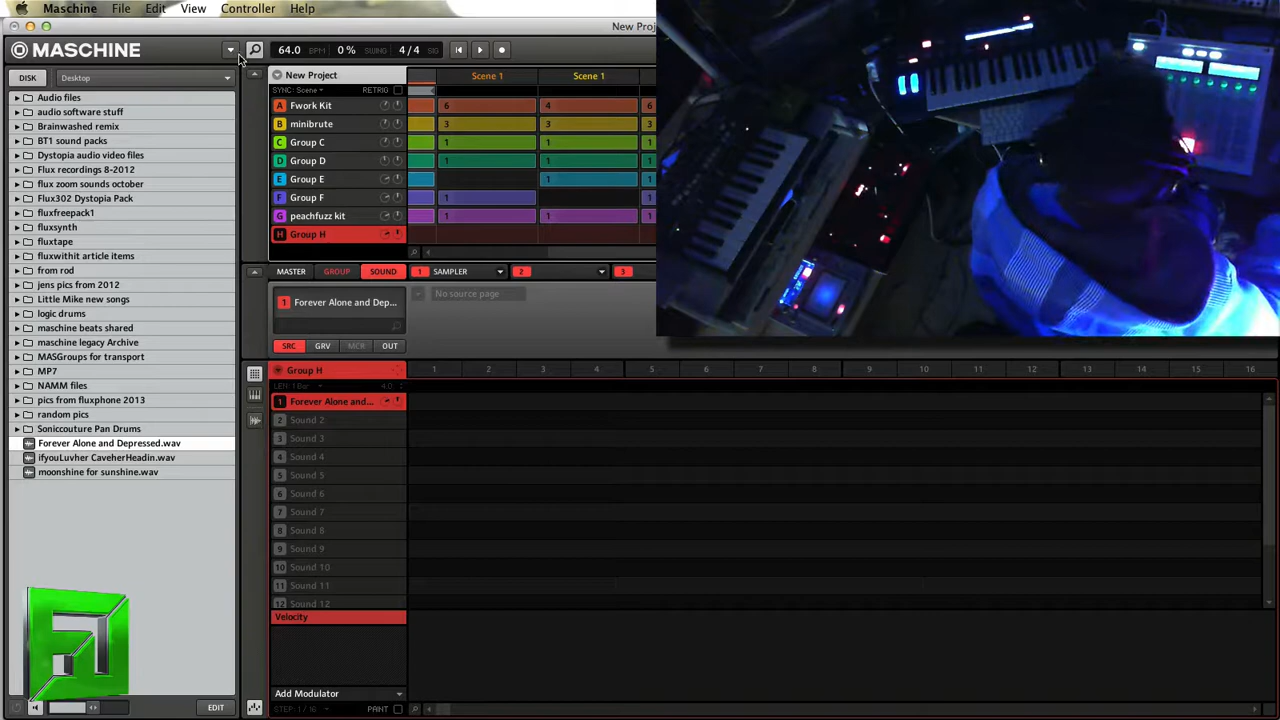 Maschine File Edit View Controller Help
New Proj
MASCHINE
64.0 BPM 0% SWING 4/4 SIG
DISK Desktop
Audio files
audio software stuff
Brainwashed remix
BT1 sound packs
Dystopia audio video files
Flux recordings 8-2012
flux zoom sounds october
Flux302 Dystopia Pack
fluxfreepack1
fluxsynth
fluxtape
fluxwithit article items
from rod
jens pics from 2012
Little Mike new songs
logic drums
maschine beats shared
maschine legacy Archive
MASGroups for transport
MP7
NAMM files
pics from fluxphone 2013
random pics
Soniccouture Pan Drums
Forever Alone and Depressed.wav
ifyouLuvher CaveherHeadin.wav
moonshine for sunshine.wav
EDIT
New Project Scene 1 Scene 1
SYNC: Scene RETRIG
A Fwork Kit 6 4 6
B minibrute 3 3 3
C Group C 1 1 1
D Group D 1 1 1
E Group E 1
F Group F 1 1
G peachfuzz kit 1 1 1
H Group H
MASTER GROUP SOUND 1 SAMPLER 2 3
1 Forever Alone and Dep... No source page
SRC GRV MCR OUT
Group H 1 2 3 4 5 6 7 8 9 10 11 12 13 14 15 16
LEN: 1 Bar
1 Forever Alone and...
2 Sound 2
3 Sound 3
4 Sound 4
5 Sound 5
6 Sound 6
7 Sound 7
8 Sound 8
9 Sound 9
10 Sound 10
11 Sound 11
12 Sound 12
Velocity
Add Modulator
STEP: 1/16 PAINT